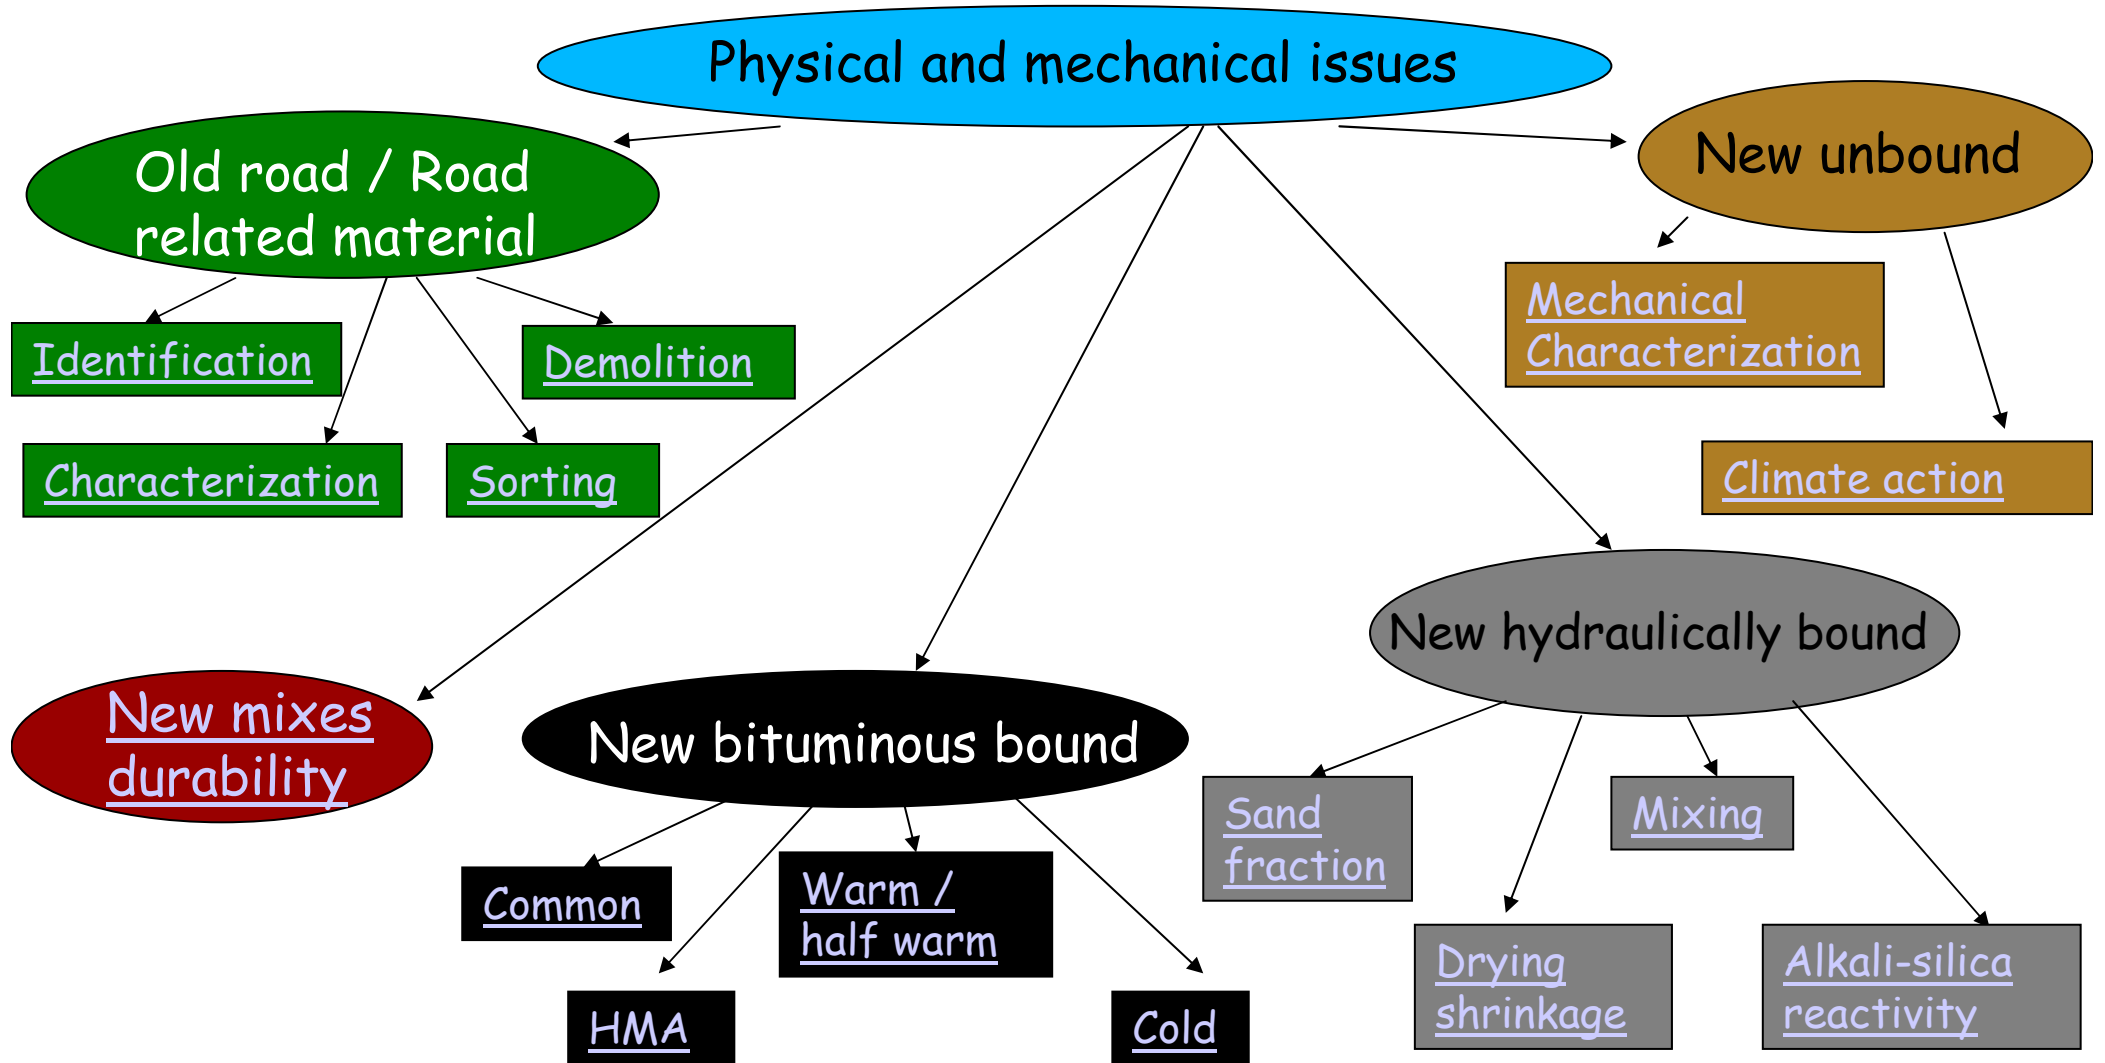 Physical and mechanical issues
Old road / Road
related material
New unbound
Identification
Demolition
Characterization
Sorting
Mechanical
Characterization
Climate action
New mixes
durability
New bituminous bound
New hydraulically bound
Common
HMA
Warm /
half warm
Cold
Sand
fraction
Mixing
Drying
shrinkage
Alkali-silica
reactivity